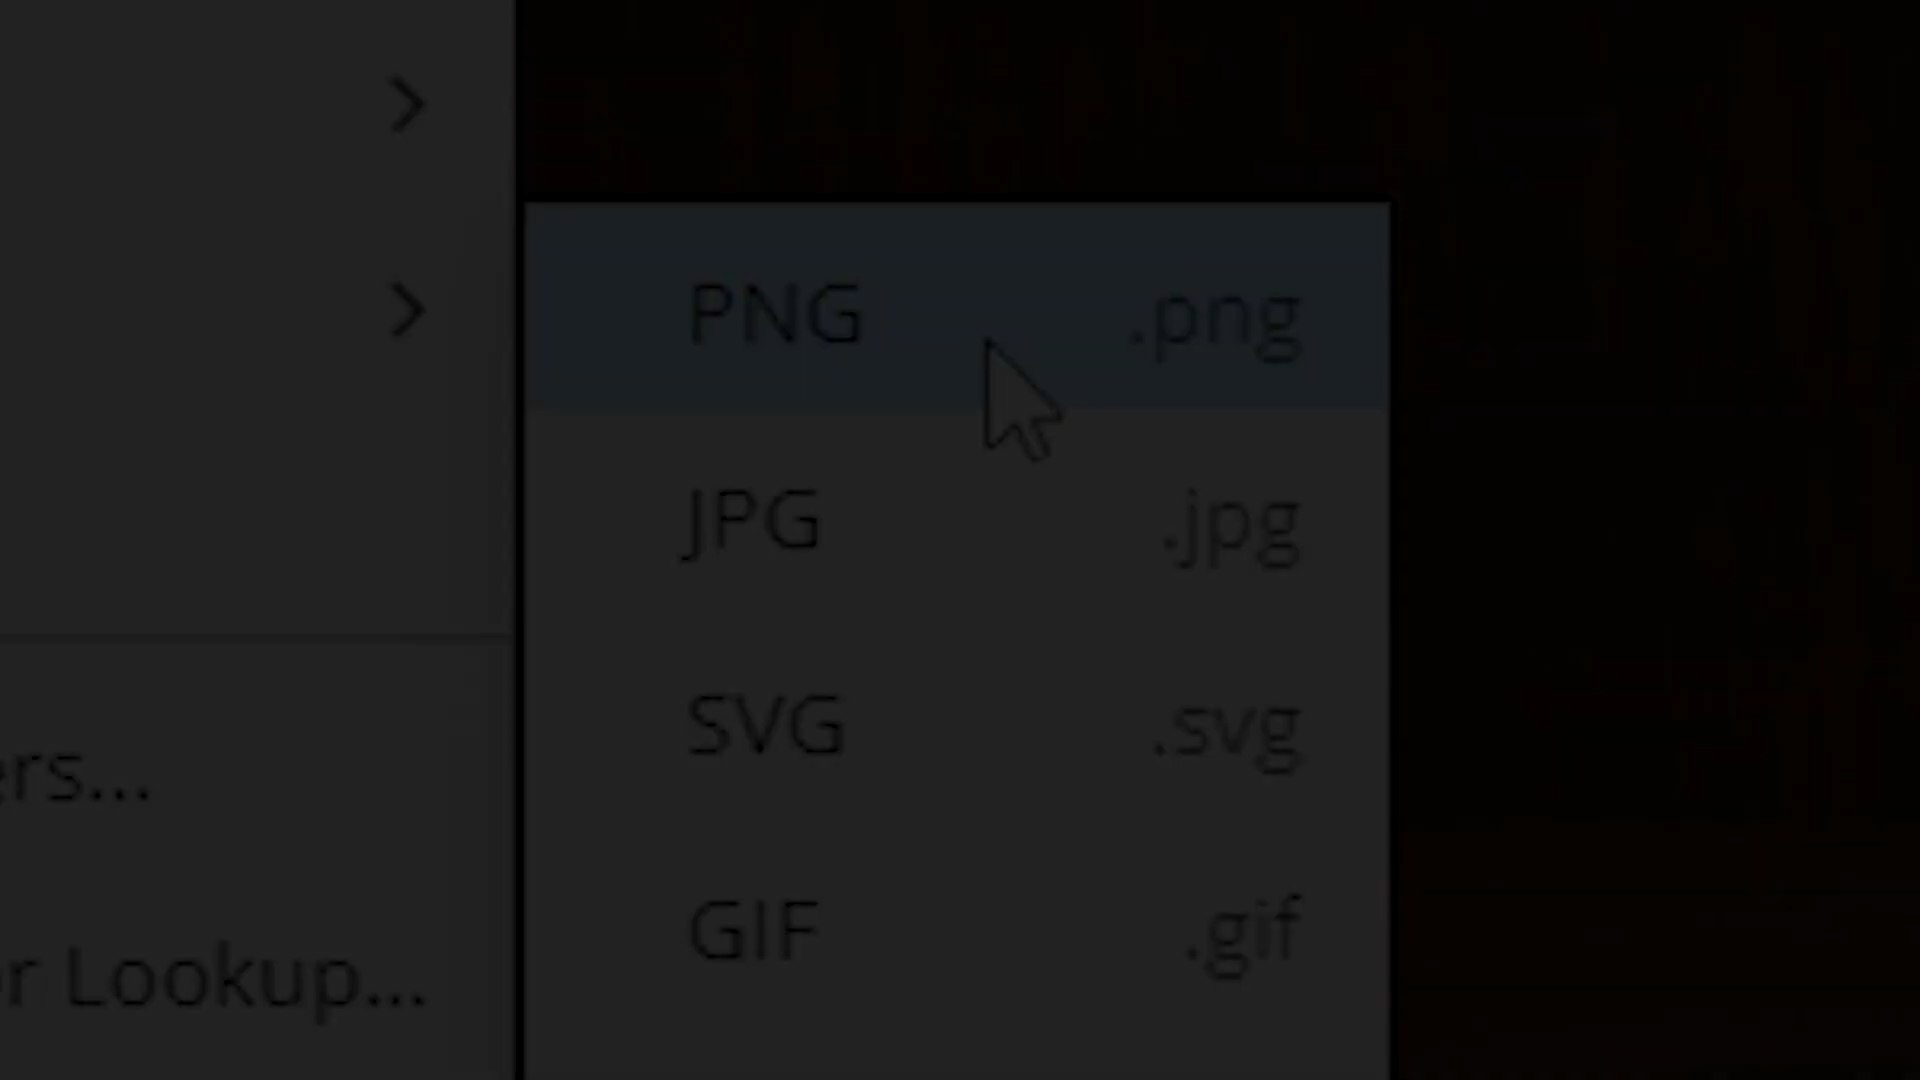 PNG .png
JPG .jpg
SVG .svg
ers...
GIF .gif
r Lookup...